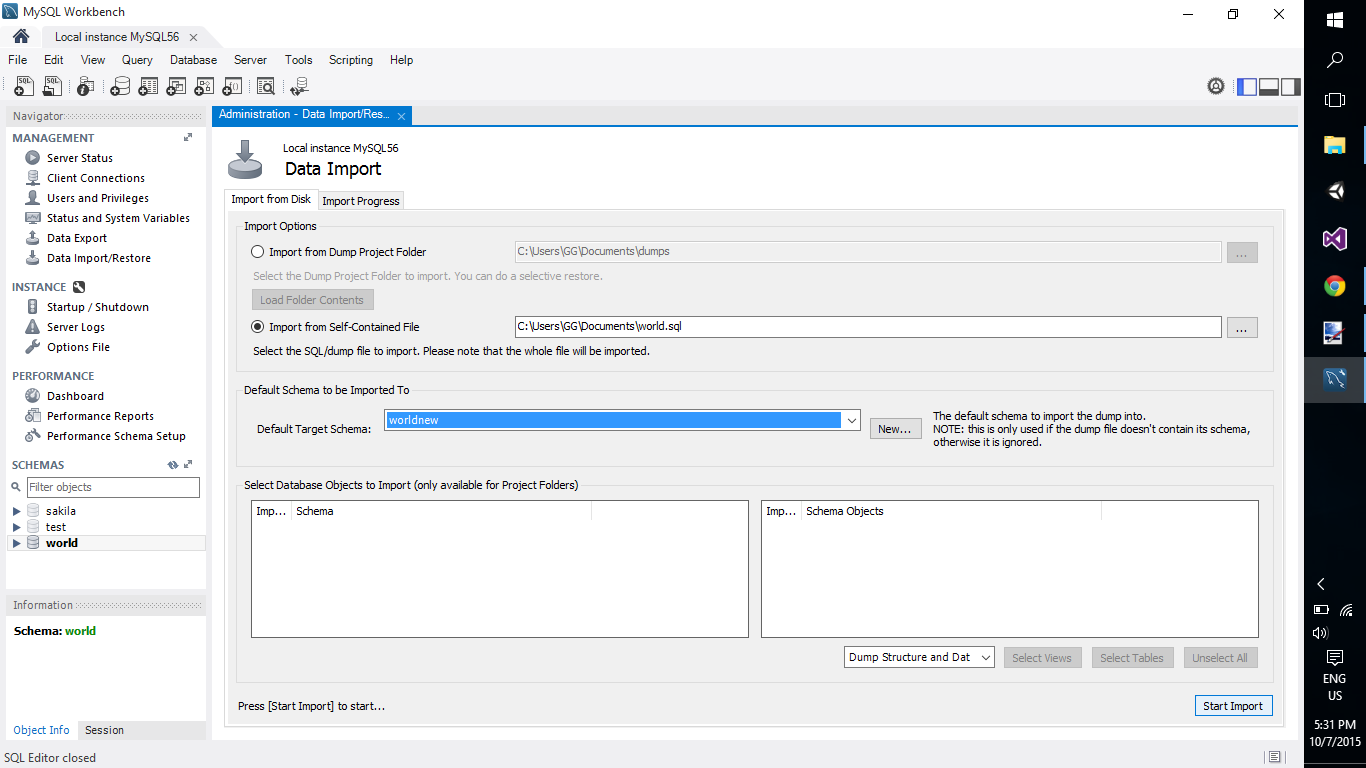 MySQL Workbench
Local instance MySQL56
File Edit View Query Database Server Tools Scripting Help
Navigator
MANAGEMENT
Server Status
Client Connections
Users and Privileges
Status and System Variables
Data Export
Data Import/Restore
INSTANCE
Startup / Shutdown
Server Logs
Options File
PERFORMANCE
Dashboard
Performance Reports
Performance Schema Setup
SCHEMAS
Filter objects
sakila
test
world
Information
Schema: world
Object Info Session
SQL Editor closed
Administration - Data Import/Res...
Local instance MySQL56
Data Import
Import from Disk Import Progress
Import Options
Import from Dump Project Folder C:\Users\GG\Documents\dumps ...
Select the Dump Project Folder to import. You can do a selective restore.
Load Folder Contents
Import from Self-Contained File C:\Users\GG\Documents\world.sql ...
Select the SQL/dump file to import. Please note that the whole file will be imported.
Default Schema to be Imported To
Default Target Schema: worldnew New...
The default schema to import the dump into.
NOTE: this is only used if the dump file doesn't contain its schema,
otherwise it is ignored.
Select Database Objects to Import (only available for Project Folders)
Imp... Schema
Imp... Schema Objects
Dump Structure and Dat Select Views Select Tables Unselect All
Press [Start Import] to start...
Start Import
ENG
US
5:31 PM
10/7/2015